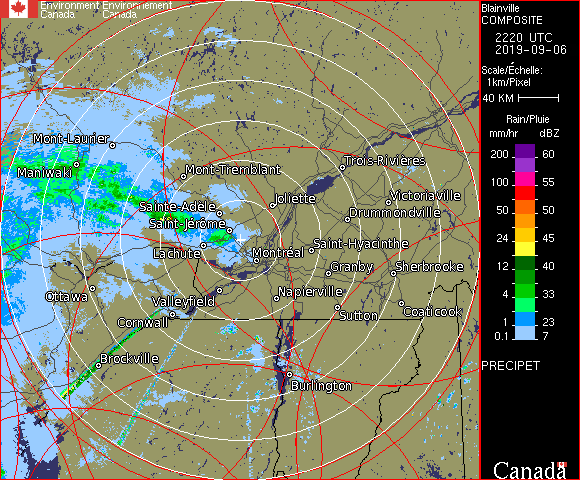 Environment Environnement
Canada Canada
Blainville
COMPOSITE
2220 UTC
2019-09-06
Scale/Échelle:
1km/Pixel
40 KM
Rain/Pluie
mm/hr dBZ
200 60
100 55
50 50
24 45
12 40
4 33
1 23
0.1 7
PRECIPET
Canada
Mont-Laurier
Maniwaki
Mont-Tremblant
Trois-Rivières
Sainte-Adèle
Joliette
Victoriaville
Saint-Jérôme
Drummondville
Lachute
Montréal
Saint-Hyacinthe
Granby
Sherbrooke
Ottawa
Valleyfield
Napierville
Cornwall
Sutton
Coaticook
Brockville
Burlington